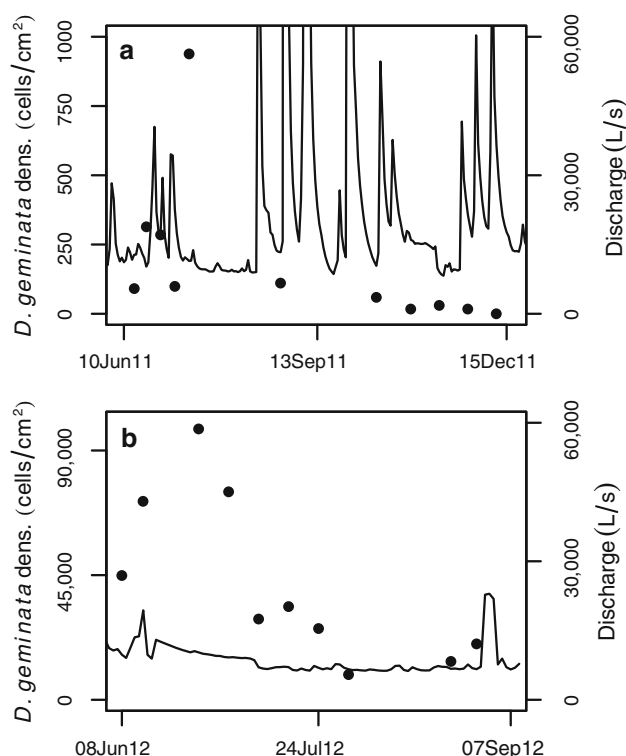 a
D. geminata dens. (cells/cm²)
1000
750
500
250
0
60,000
30,000
0
Discharge (L/s)
10Jun11 13Sep11 15Dec11
b
D. geminata dens. (cells/cm²)
90,000
45,000
0
60,000
30,000
0
Discharge (L/s)
08Jun12 24Jul12 07Sep12